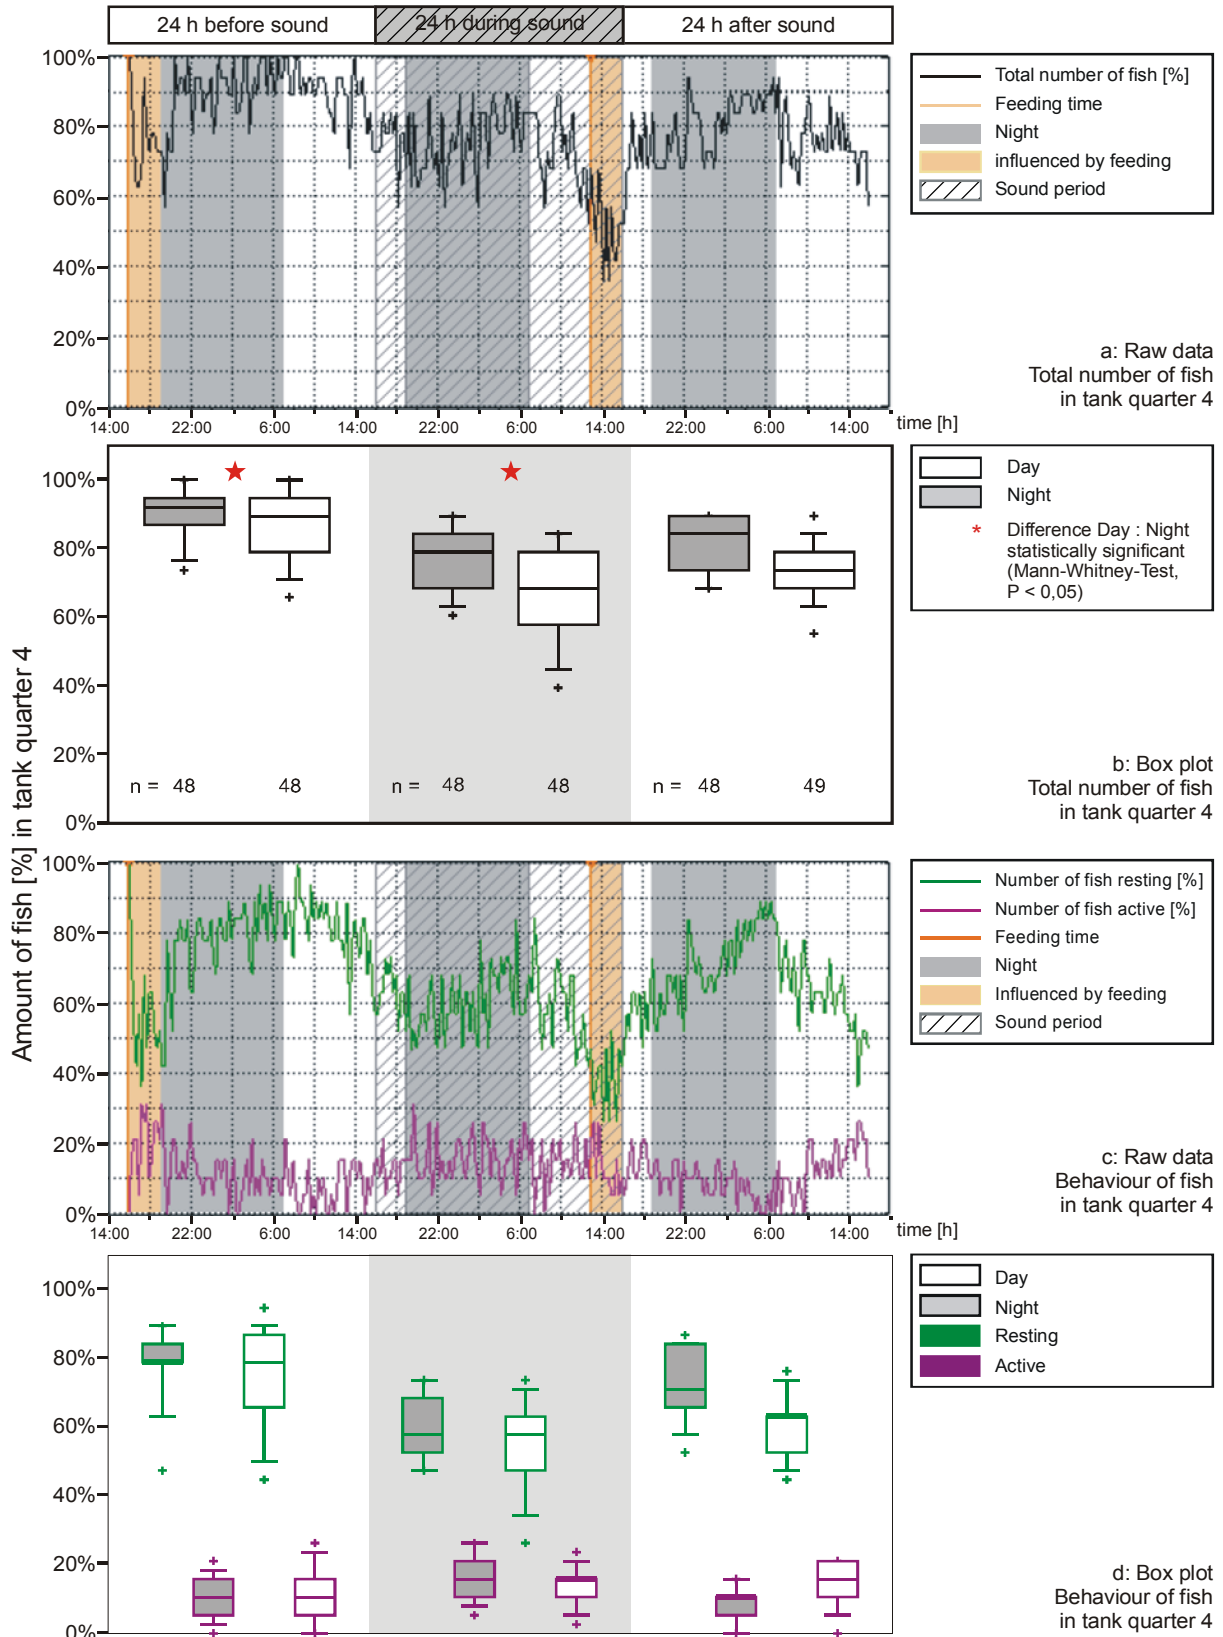 24 h before sound
24 h during sound
24 h after sound
100%
80%
60%
40%
20%
0%
14:00 22:00 6:00 14:00 22:00 6:00 14:00 22:00 6:00 14:00 time [h]
Total number of fish [%]
Feeding time
Night
influenced by feeding
Sound period
a: Raw data
Total number of fish
in tank quarter 4
Amount of fish [%] in tank quarter 4
100%
80%
60%
40%
20%
0%
n = 48 48 n = 48 48 n = 48 49
Day
Night
* Difference Day : Night
statistically significant
(Mann-Whitney-Test,
P < 0,05)
b: Box plot
Total number of fish
in tank quarter 4
100%
80%
60%
40%
20%
0%
14:00 22:00 6:00 14:00 22:00 6:00 14:00 22:00 6:00 14:00 time [h]
Number of fish resting [%]
Number of fish active [%]
Feeding time
Night
Influenced by feeding
Sound period
c: Raw data
Behaviour of fish
in tank quarter 4
100%
80%
60%
40%
20%
0%
Day
Night
Resting
Active
d: Box plot
Behaviour of fish
in tank quarter 4